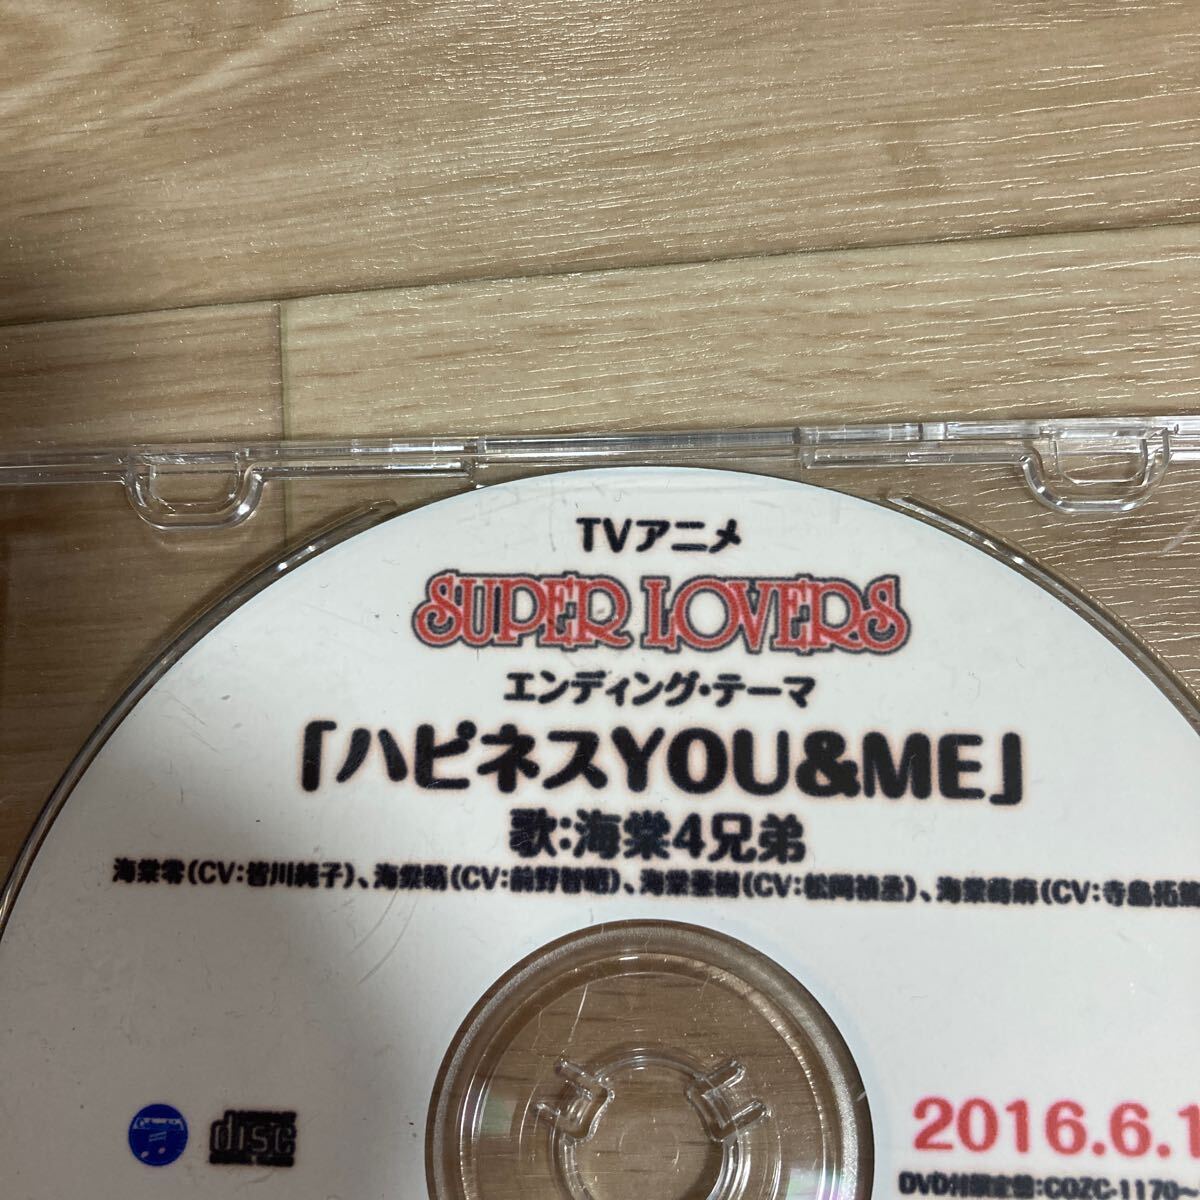 TVアニメ
SUPER LOVERS
エンディング・テーマ
「ハピネスYOU&ME」
歌:海棠4兄弟
海棠零(CV:皆川純子)、海棠晴(CV:前野智昭)、海棠亜樹(CV:松岡禎丞)、海棠蒔麻(CV:寺島拓
disc
2016.6.1
DVD付限定盤:COZC-1170~